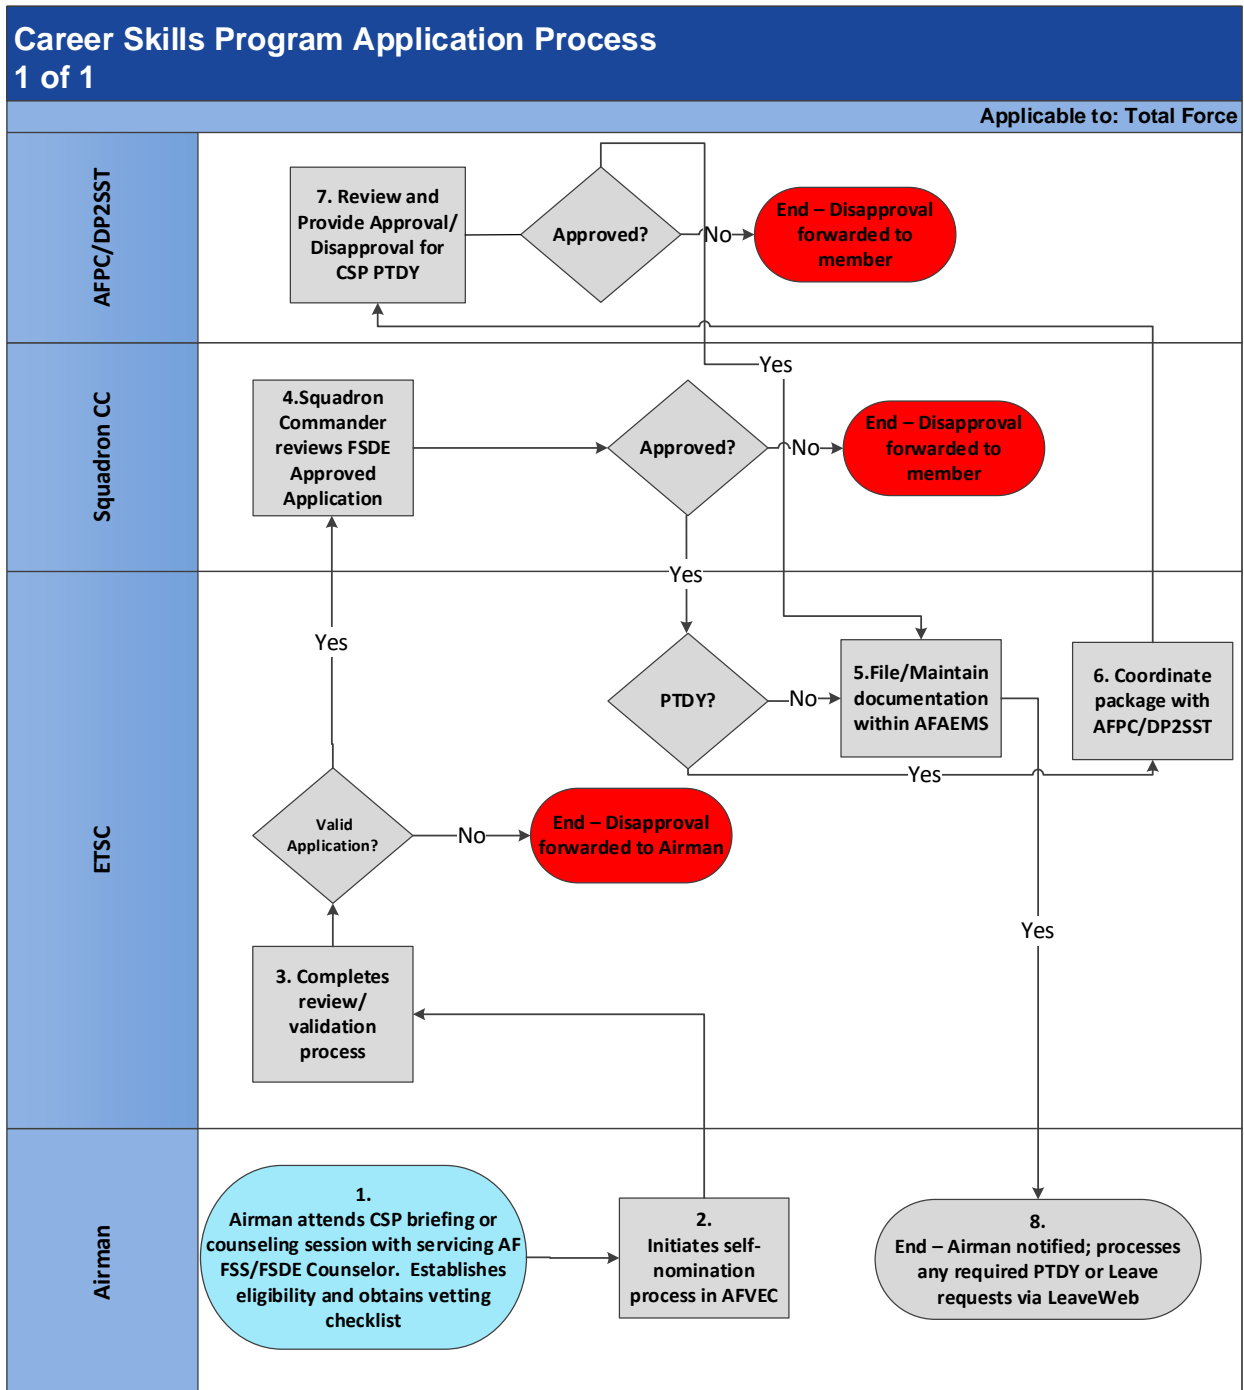 Career Skills Program Application Process
1 of 1
Applicable to: Total Force
AFPC/DP2SST
7. Review and
Provide Approval/
Disapproval for
CSP PTDY
Approved?
No
End – Disapproval
forwarded to
member
Squadron CC
Yes
4.Squadron
Commander
reviews FSDE
Approved
Application
Approved?
No
End – Disapproval
forwarded to
member
Yes
ETSC
Yes
PTDY?
No
5.File/Maintain
documentation
within AFAEMS
6. Coordinate
package with
AFPC/DP2SST
Yes
Valid
Application?
No
End – Disapproval
forwarded to Airman
Yes
3. Completes
review/
validation
process
Airman
1.
Airman attends CSP briefing or
counseling session with servicing AF
FSS/FSDE Counselor.  Establishes
eligibility and obtains vetting
checklist
2.
Initiates self-
nomination
process in AFVEC
8.
End – Airman notified; processes
any required PTDY or Leave
requests via LeaveWeb